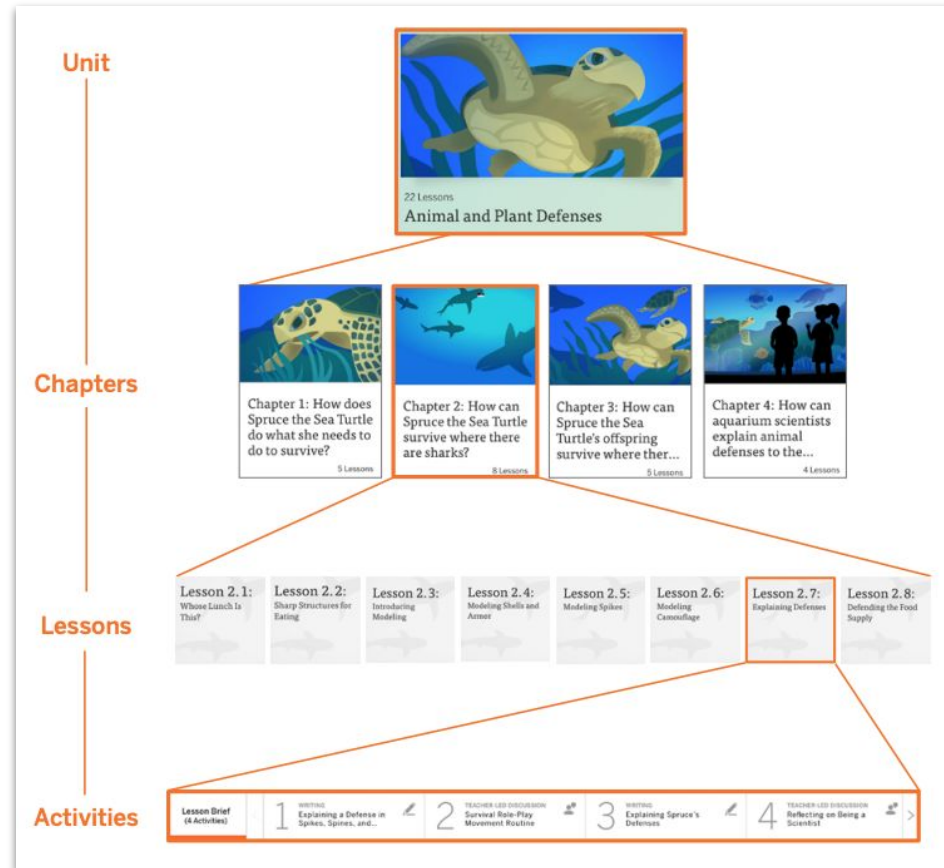 Unit
22 Lessons
Animal and Plant Defenses
Chapters
Chapter 1: How does
Spruce the Sea Turtle
do what she needs to
do to survive?
5 Lessons
Chapter 2: How can
Spruce the Sea Turtle
survive where there
are sharks?
8 Lessons
Chapter 3: How can
Spruce the Sea
Turtle's offspring
survive where ther...
5 Lessons
Chapter 4: How can
aquarium scientists
explain animal
defenses to the...
4 Lessons
Lessons
Lesson 2.1:
Whose Lunch Is
This?
Lesson 2.2:
Sharp Structures for
Eating
Lesson 2.3:
Introducing
Modeling
Lesson 2.4:
Modeling Shells and
Armor
Lesson 2.5:
Modeling Spikes
Lesson 2.6:
Modeling
Camouflage
Lesson 2.7:
Explaining Defenses
Lesson 2.8:
Defending the Food
Supply
Activities
Lesson Brief
(4 Activities)
1
WRITING
Explaining a Defense in
Spikes, Spines, and...
2
TEACHER-LED DISCUSSION
Survival Role-Play
Movement Routine
3
WRITING
Explaining Spruce's
Defenses
4
TEACHER-LED DISCUSSION
Reflecting on Being a
Scientist